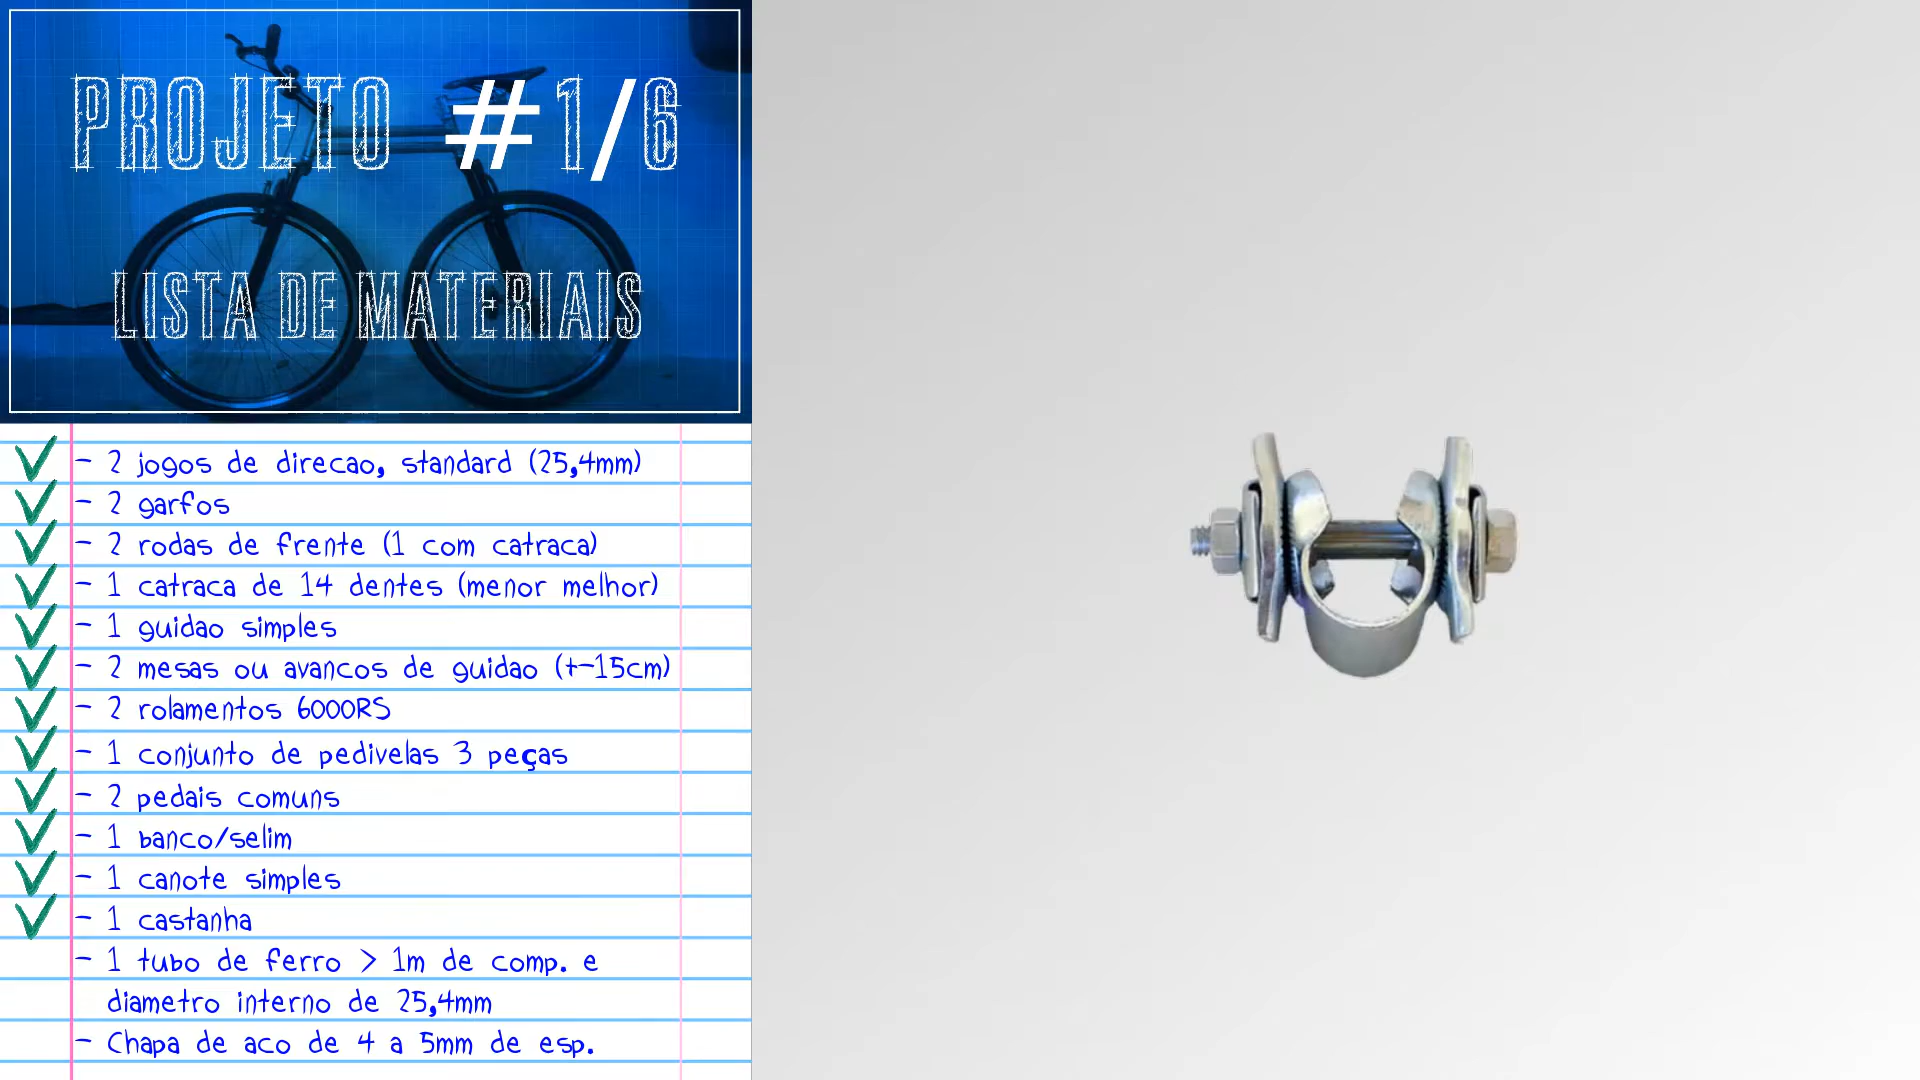 PROJETO #1/6
LISTA DE MATERIAIS
- 2 jogos de direcao, standard (25,4mm)
- 2 garfos
- 2 rodas de frente (1 com catraca)
- 1 catraca de 14 dentes (menor melhor)
- 1 guidao simples
- 2 mesas ou avancos de guidao (+-15cm)
- 2 rolamentos 6000RS
- 1 conjunto de pedivelas 3 peças
- 2 pedais comuns
- 1 banco/selim
- 1 canote simples
- 1 castanha
- 1 tubo de ferro > 1m de comp. e
diametro interno de 25,4mm
- Chapa de aco de 4 a 5mm de esp.